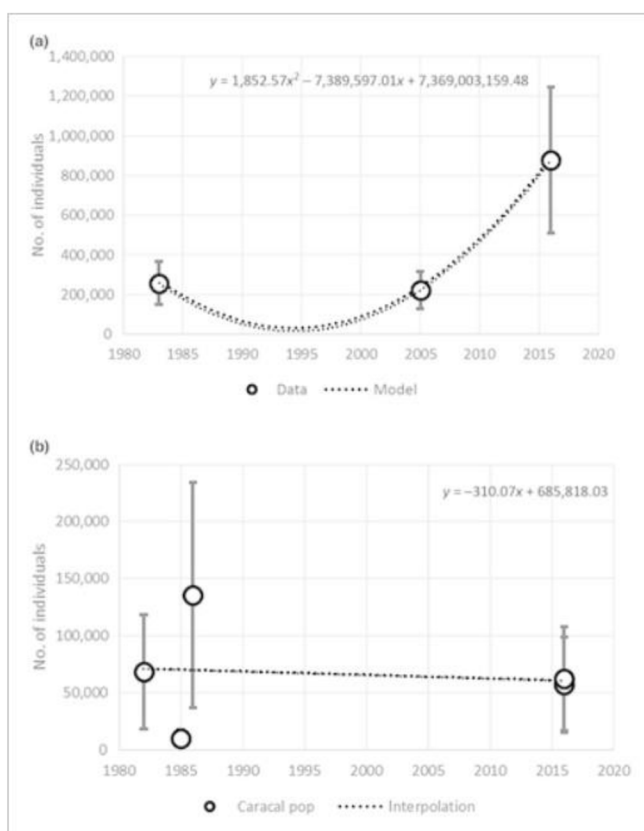 (a)
1,400,000
1,200,000
1,000,000
800,000
600,000
400,000
200,000
0
No. of individuals
y = 1,852.57x² – 7,389,597.01x + 7,369,003,159.48
1980 1985 1990 1995 2000 2005 2010 2015 2020
Data Model
(b)
250,000
200,000
150,000
100,000
50,000
0
No. of individuals
y = –310.07x + 685,818.03
1980 1985 1990 1995 2000 2005 2010 2015 2020
Caracal pop Interpolation